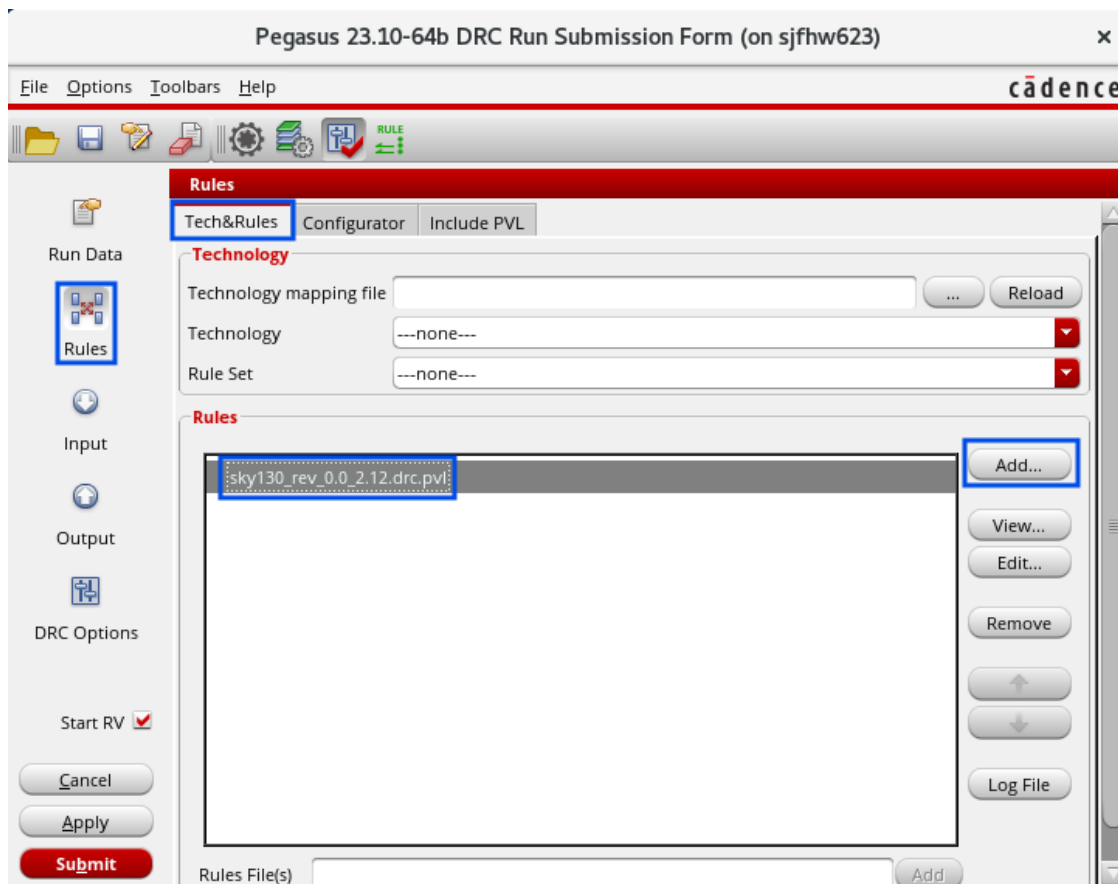 Pegasus 23.10-64b DRC Run Submission Form (on sjfhw623) ×
File Options Toolbars Help cādence
RULE
Rules
Tech&Rules Configurator Include PVL
Run Data
Technology
Technology mapping file ... Reload
Technology ---none---
Rules
Rule Set ---none---
Rules
Input
sky130_rev_0.0_2.12.drc.pvl Add...
View...
Output
Edit...
DRC Options
Remove
Start RV
Cancel
Log File
Apply
Submit
Rules File(s) Add